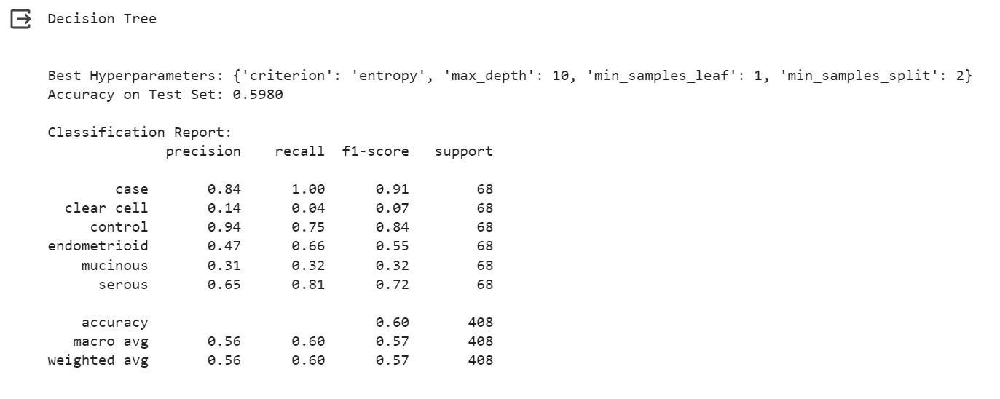 Decision Tree
Best Hyperparameters: {'criterion': 'entropy', 'max_depth': 10, 'min_samples_leaf': 1, 'min_samples_split': 2}
Accuracy on Test Set: 0.5980
Classification Report:
precision recall f1-score support
case 0.84 1.00 0.91 68
clear cell 0.14 0.04 0.07 68
control 0.94 0.75 0.84 68
endometrioid 0.47 0.66 0.55 68
mucinous 0.31 0.32 0.32 68
serous 0.65 0.81 0.72 68
accuracy 0.60 408
macro avg 0.56 0.60 0.57 408
weighted avg 0.56 0.60 0.57 408